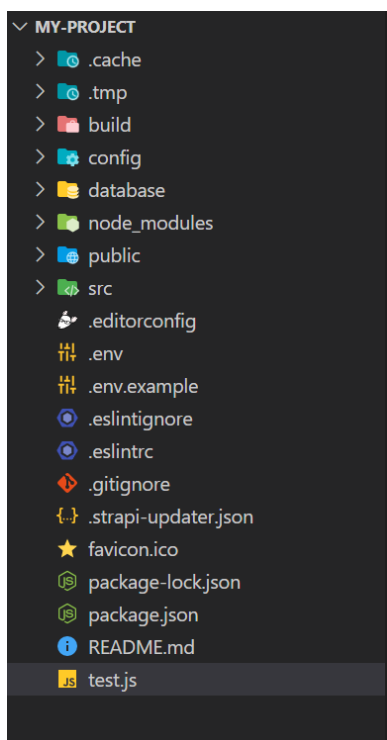 MY-PROJECT
.cache
.tmp
build
config
database
node_modules
public
src
.editorconfig
.env
.env.example
.eslintignore
.eslintrc
.gitignore
.strapi-updater.json
favicon.ico
package-lock.json
package.json
README.md
test.js